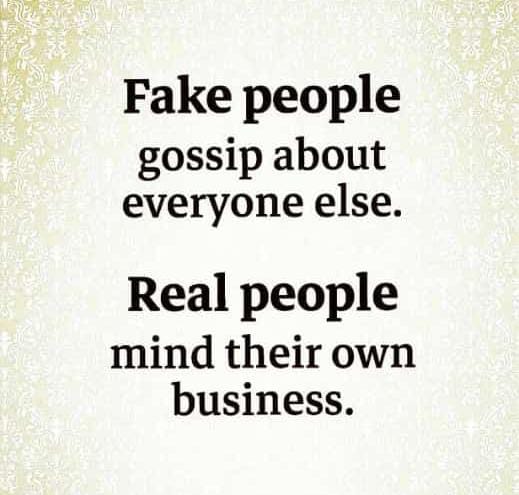 Fake people
gossip about
everyone else.
Real people
mind their own
business.